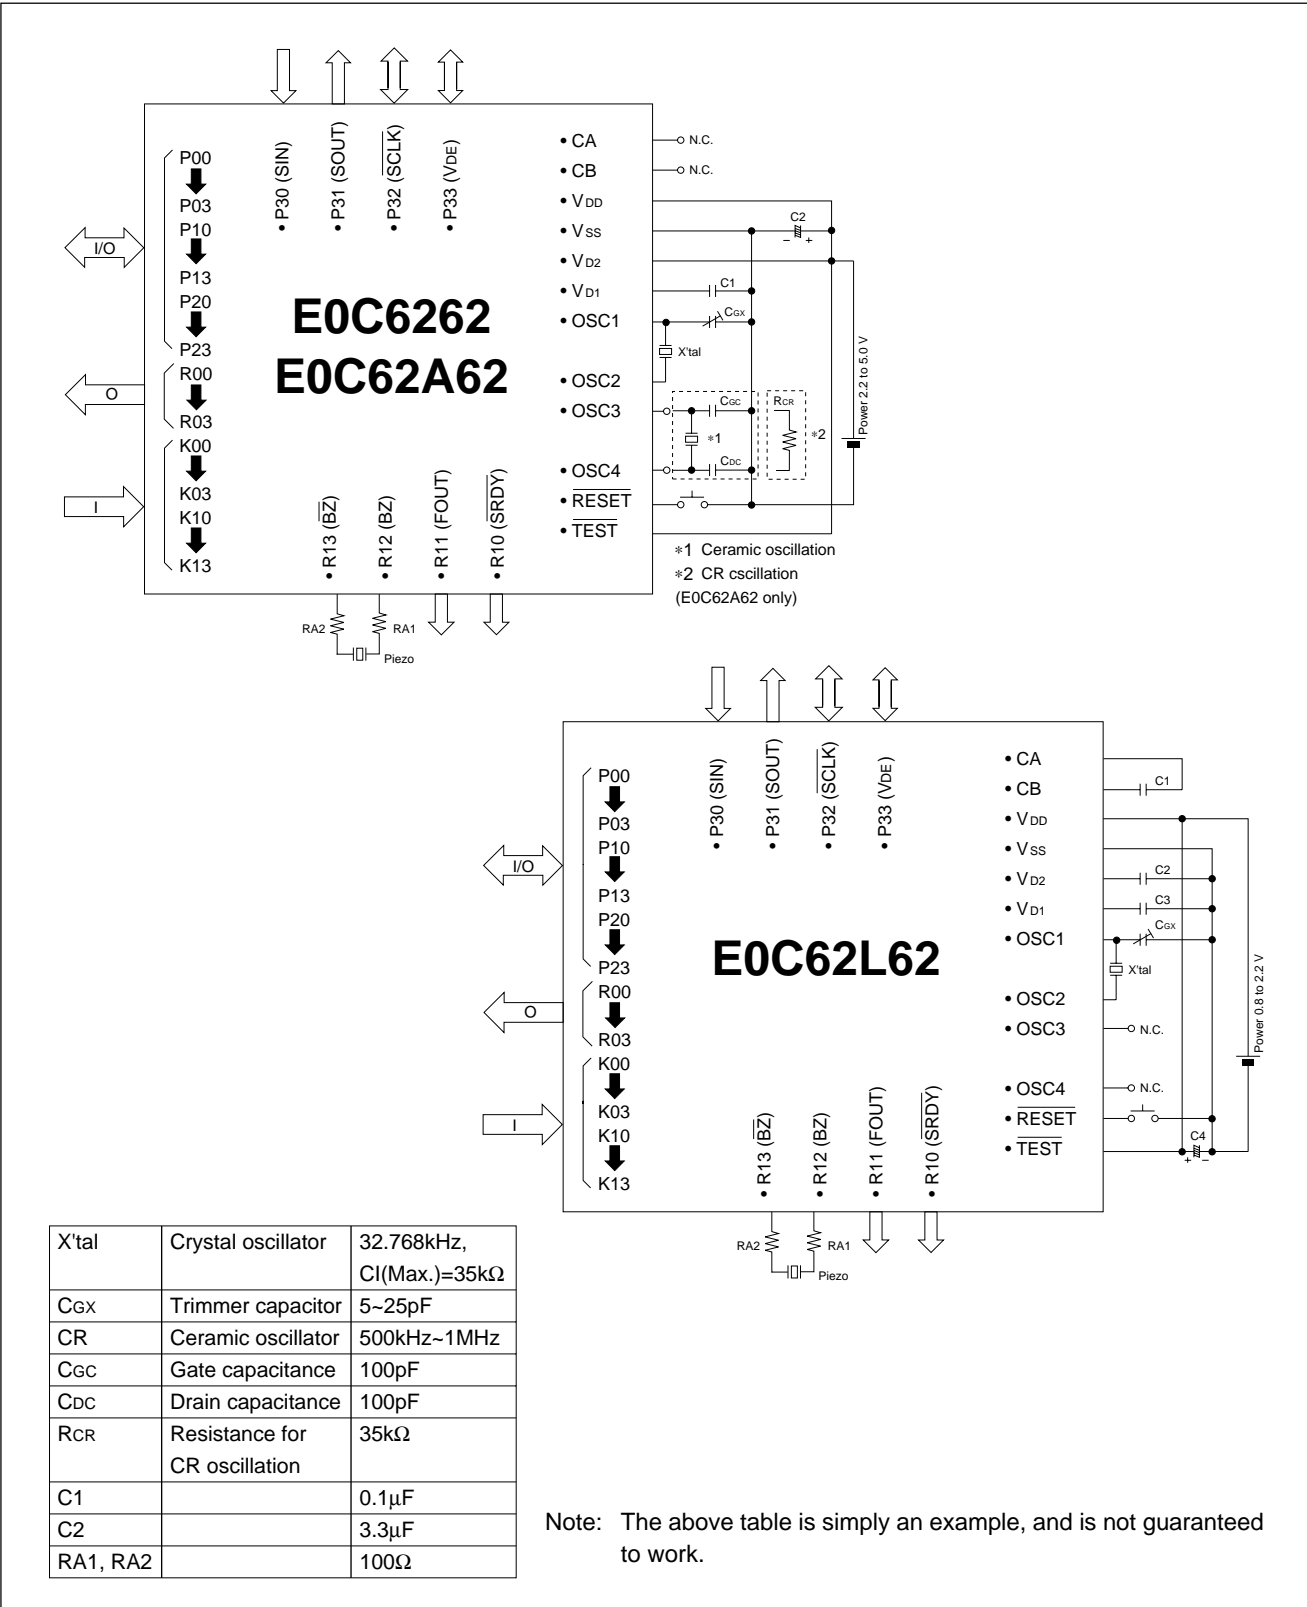 P30 (SIN)
P31 (SOUT)
P32 (SCLK)
P33 (VDE)
P00
P03
P10
P13
P20
P23
R00
R03
K00
K03
K10
K13
I/O
O
I
E0C6262
E0C62A62
CA
CB
VDD
VSS
VD2
VD1
OSC1
OSC2
OSC3
OSC4
RESET
TEST
N.C.
N.C.
C2
– +
C1
CGX
X'tal
CGC
*1
CDC
RCR
*2
Power 2.2 to 5.0 V
*1 Ceramic oscillation
*2 CR cscillation
(E0C62A62 only)
R13 (BZ)
R12 (BZ)
R11 (FOUT)
R10 (SRDY)
RA2
RA1
Piezo
P30 (SIN)
P31 (SOUT)
P32 (SCLK)
P33 (VDE)
P00
P03
P10
P13
P20
P23
R00
R03
K00
K03
K10
K13
I/O
O
I
E0C62L62
CA
CB
VDD
VSS
VD2
VD1
OSC1
OSC2
OSC3
OSC4
RESET
TEST
C1
C2
C3
CGX
X'tal
N.C.
N.C.
C4
+ –
Power 0.8 to 2.2 V
R13 (BZ)
R12 (BZ)
R11 (FOUT)
R10 (SRDY)
RA2
RA1
Piezo
X'tal Crystal oscillator 32.768kHz,
CI(Max.)=35kΩ
CGX Trimmer capacitor 5~25pF
CR Ceramic oscillator 500kHz~1MHz
CGC Gate capacitance 100pF
CDC Drain capacitance 100pF
RCR Resistance for 35kΩ
CR oscillation
C1 0.1μF
C2 3.3μF
RA1, RA2 100Ω
Note: The above table is simply an example, and is not guaranteed
to work.